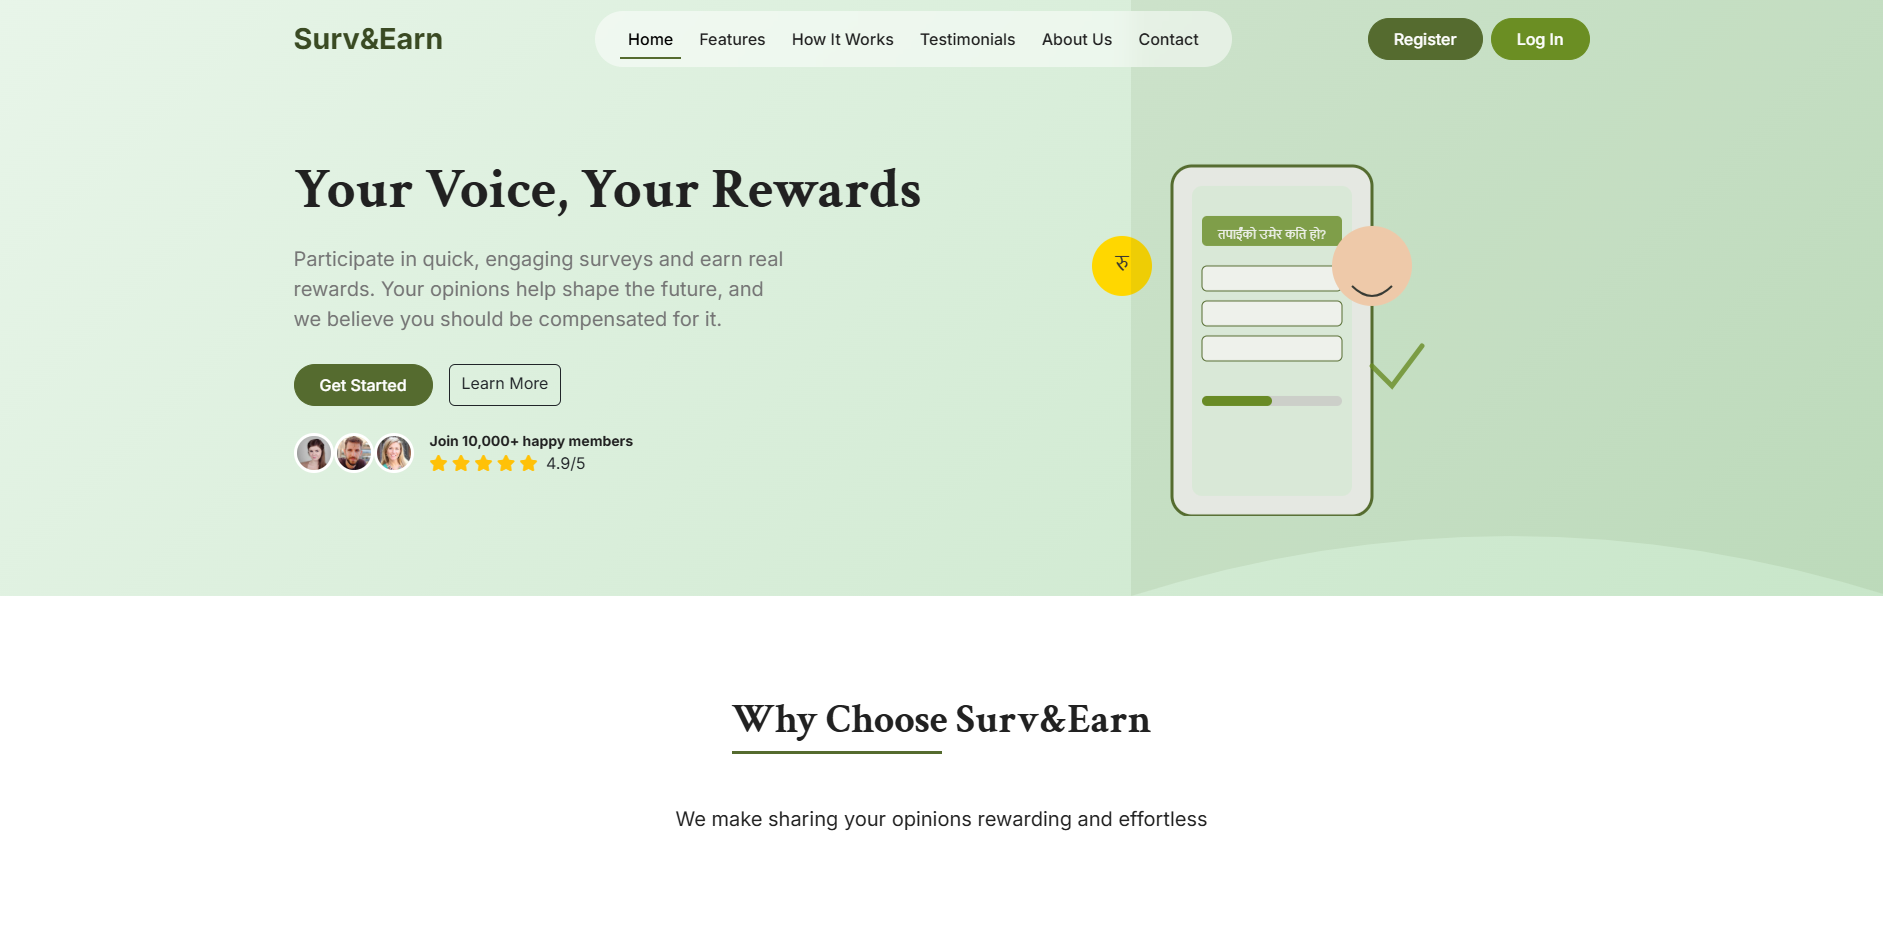 Surv&Earn
Home Features How It Works Testimonials About Us Contact
Register Log In
Your Voice, Your Rewards
Participate in quick, engaging surveys and earn real
rewards. Your opinions help shape the future, and
we believe you should be compensated for it.
Get Started Learn More
Join 10,000+ happy members
4.9/5
रु
तपाईँको उमेर कति हो?
Why Choose Surv&Earn
We make sharing your opinions rewarding and effortless